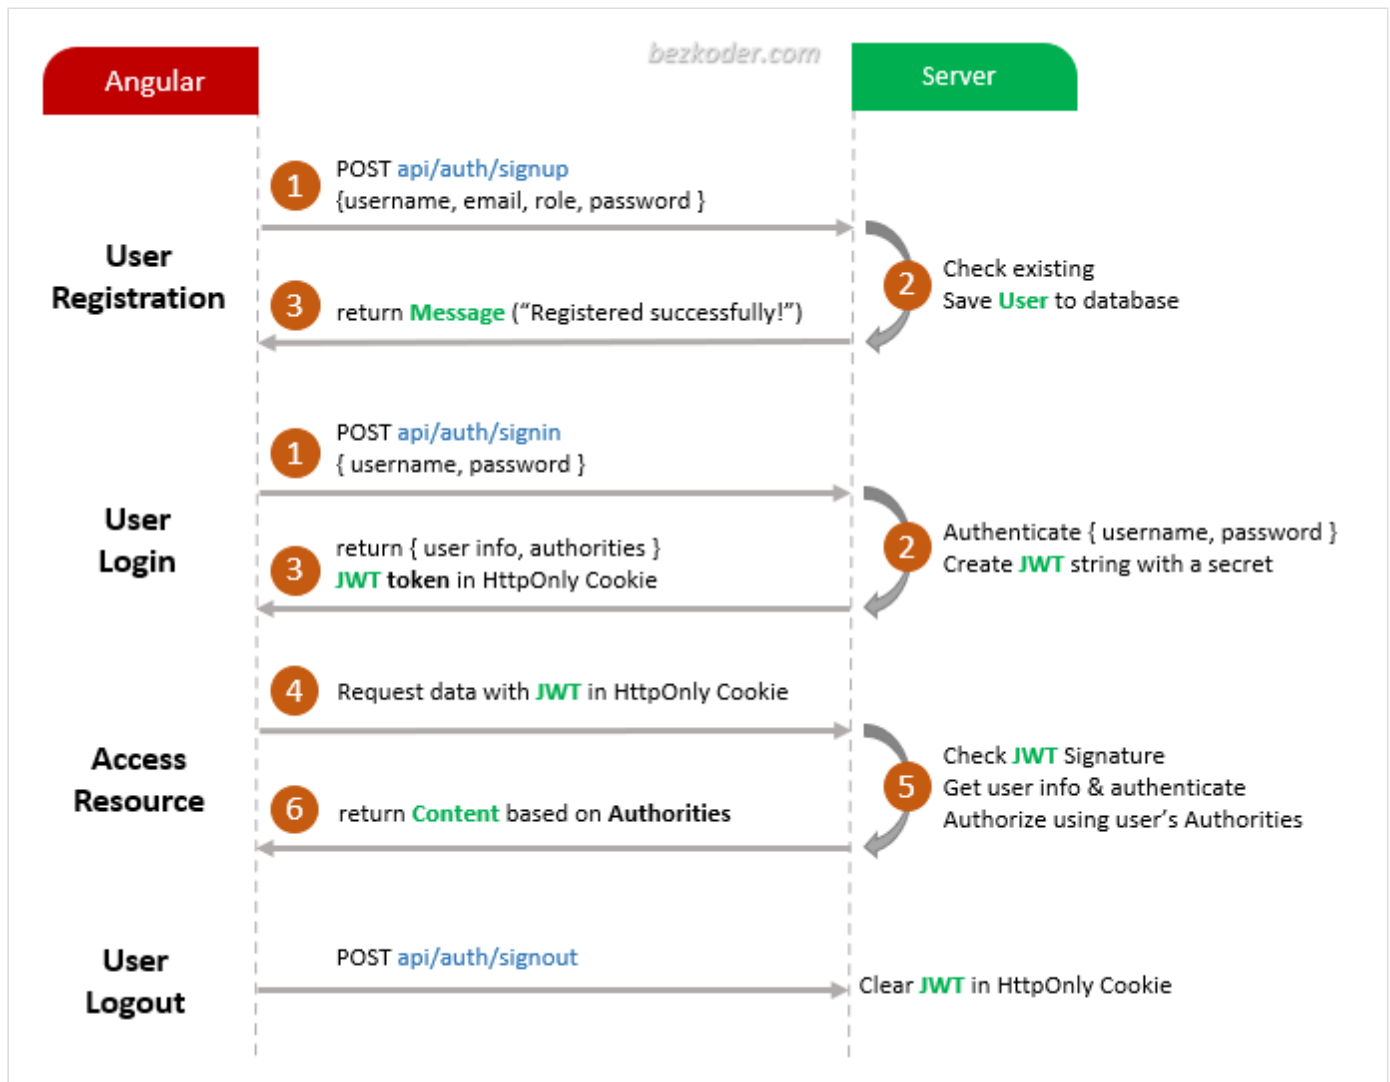 bezkoder.com
Angular
Server
User
Registration
1
POST api/auth/signup
{username, email, role, password }
2
Check existing
Save User to database
3
return Message (“Registered successfully!”)
User
Login
1
POST api/auth/signin
{ username, password }
2
Authenticate { username, password }
Create JWT string with a secret
3
return { user info, authorities }
JWT token in HttpOnly Cookie
Access
Resource
4
Request data with JWT in HttpOnly Cookie
5
Check JWT Signature
Get user info & authenticate
Authorize using user’s Authorities
6
return Content based on Authorities
User
Logout
POST api/auth/signout
Clear JWT in HttpOnly Cookie